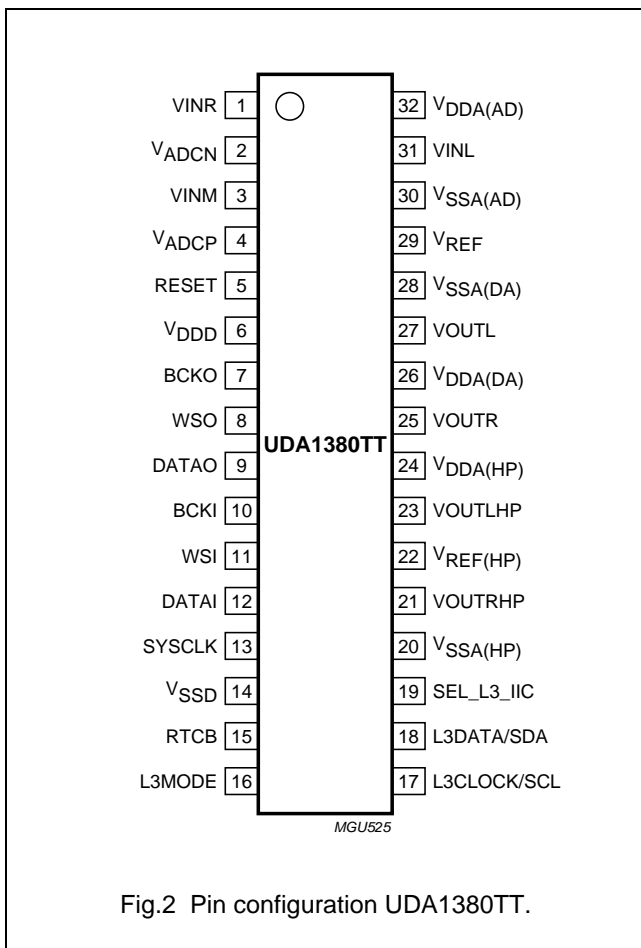 VINR 1 32 VDDA(AD)
VADCN 2 31 VINL
VINM 3 30 VSSA(AD)
VADCP 4 29 VREF
RESET 5 28 VSSA(DA)
VDDD 6 27 VOUTL
BCKO 7 26 VDDA(DA)
WSO 8 25 VOUTR
UDA1380TT
DATAO 9 24 VDDA(HP)
BCKI 10 23 VOUTLHP
WSI 11 22 VREF(HP)
DATAI 12 21 VOUTRHP
SYSCLK 13 20 VSSA(HP)
VSSD 14 19 SEL_L3_IIC
RTCB 15 18 L3DATA/SDA
L3MODE 16 17 L3CLOCK/SCL
MGU525
Fig.2 Pin configuration UDA1380TT.